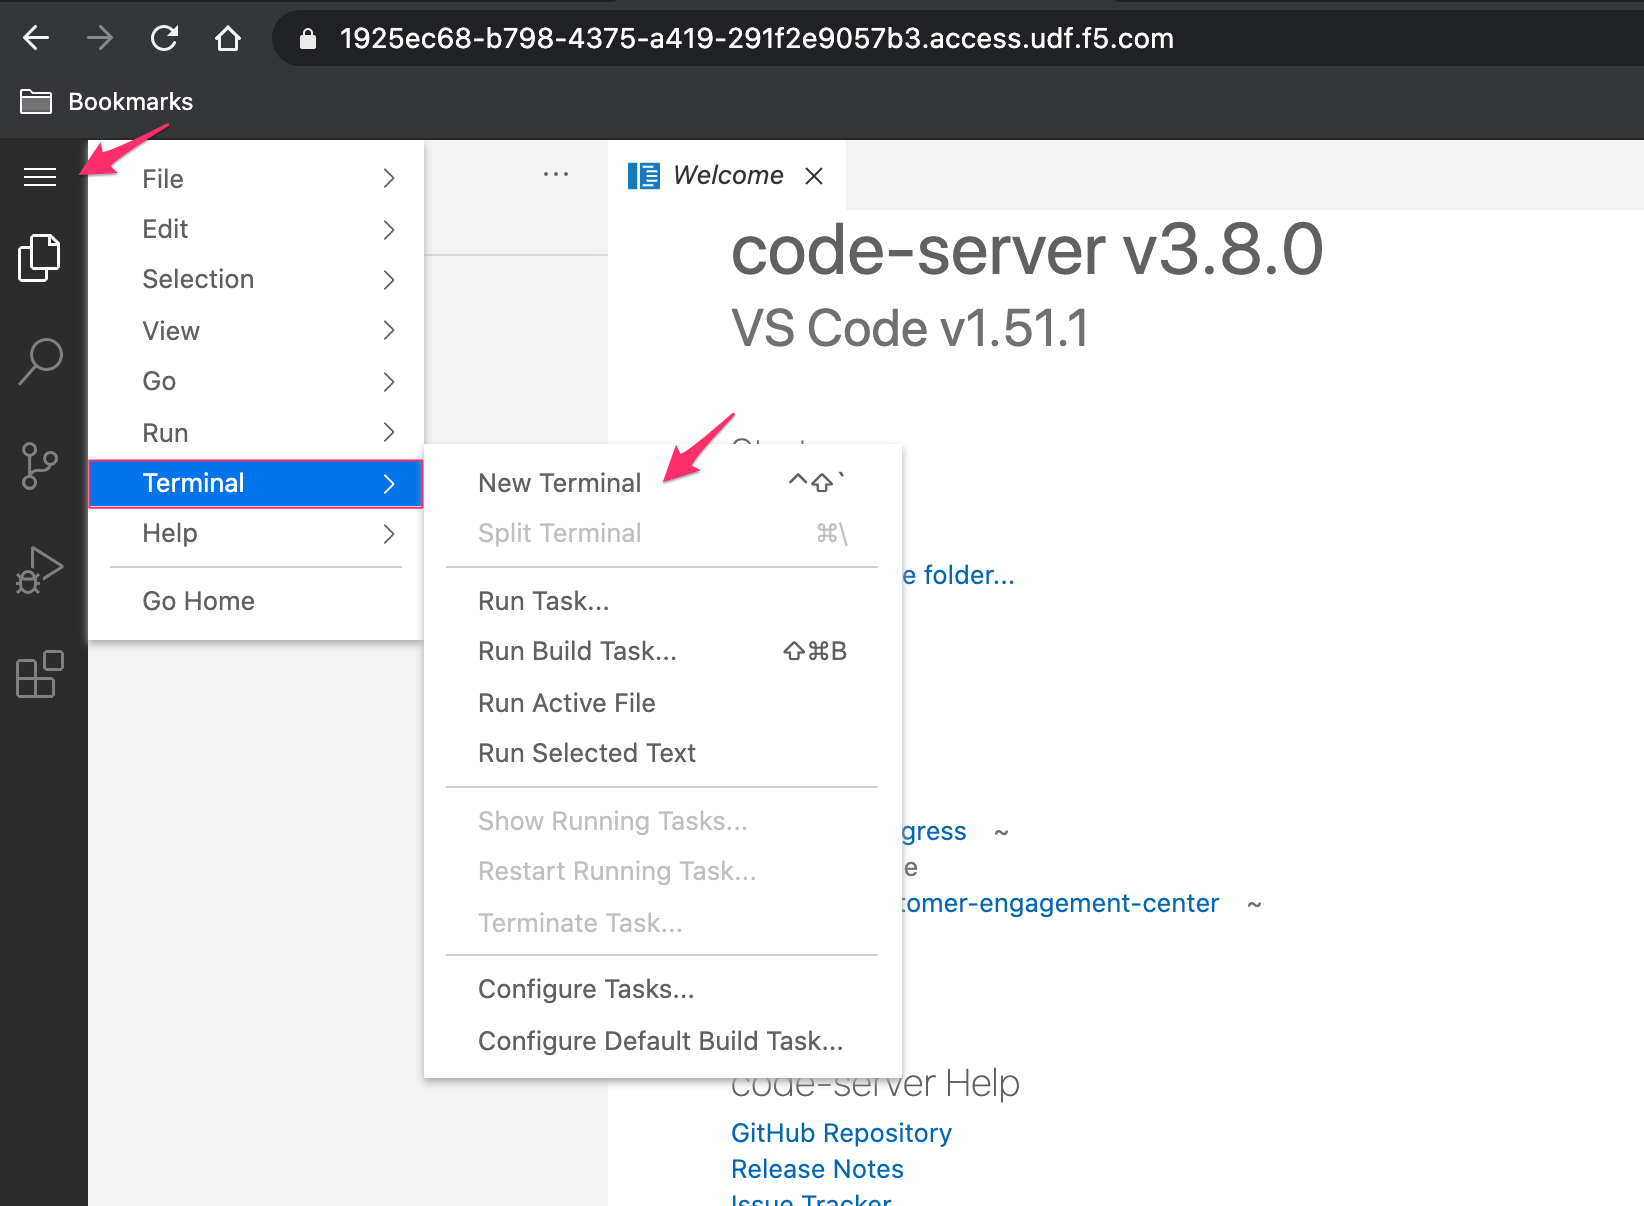 1925ec68-b798-4375-a419-291f2e9057b3.access.udf.f5.com
Bookmarks
File
Edit
Selection
View
Go
Run
Terminal
Help
Go Home
...
Welcome
code-server v3.8.0
VS Code v1.51.1
New Terminal ^⇧`
Split Terminal ⌘\
Run Task...
Run Build Task... ⇧⌘B
Run Active File
Run Selected Text
Show Running Tasks...
Restart Running Task...
Terminate Task...
Configure Tasks...
Configure Default Build Task...
e folder...
gress ~
e
tomer-engagement-center ~
code-server Help
GitHub Repository
Release Notes
Issue Tracker